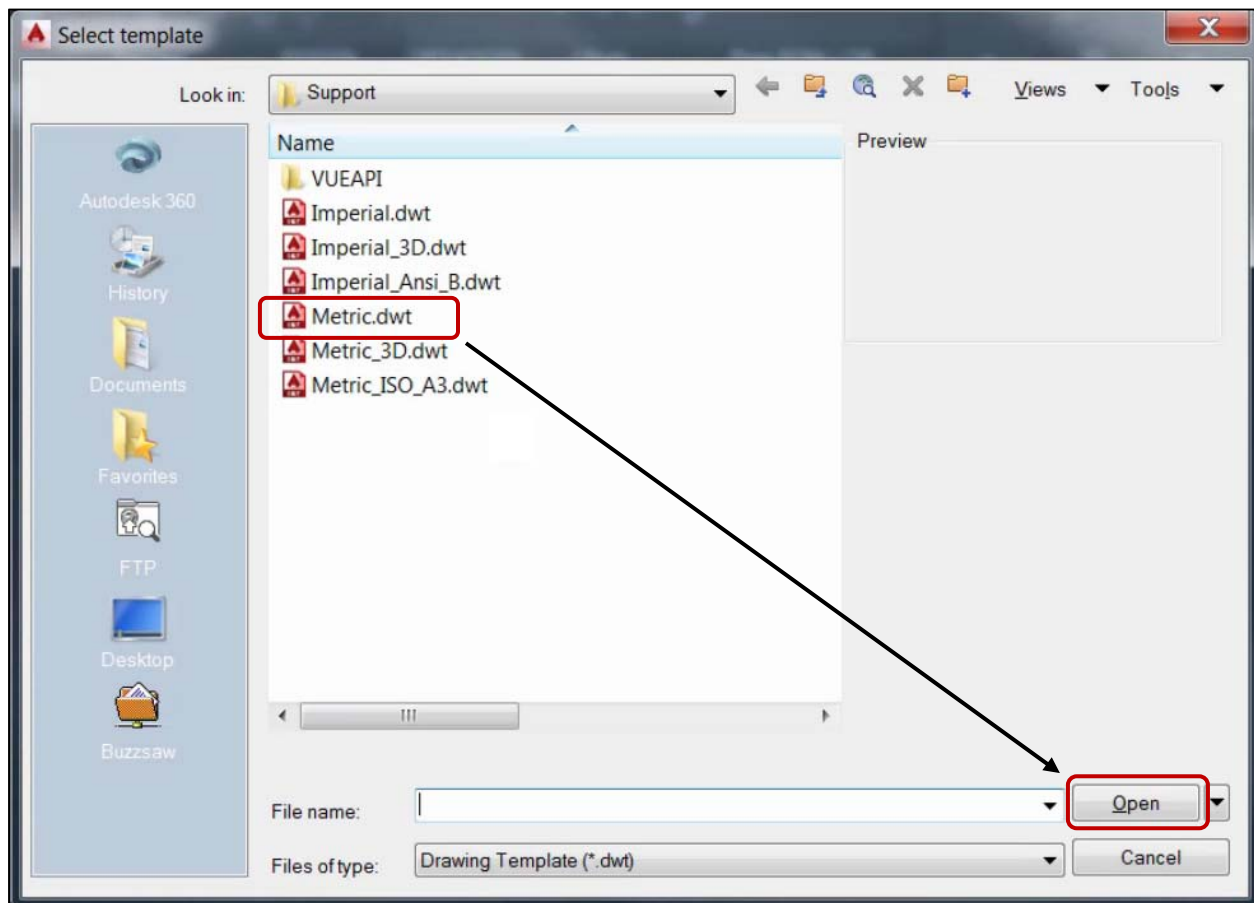 Select template
X
Look in: Support Views Tools
Autodesk 360
History
Documents
Favorites
FTP
Desktop
Buzzsaw
Name
VUEAPI
Imperial.dwt
Imperial_3D.dwt
Imperial_Ansi_B.dwt
Metric.dwt
Metric_3D.dwt
Metric_ISO_A3.dwt
Preview
File name: Open
Files of type: Drawing Template (*.dwt) Cancel